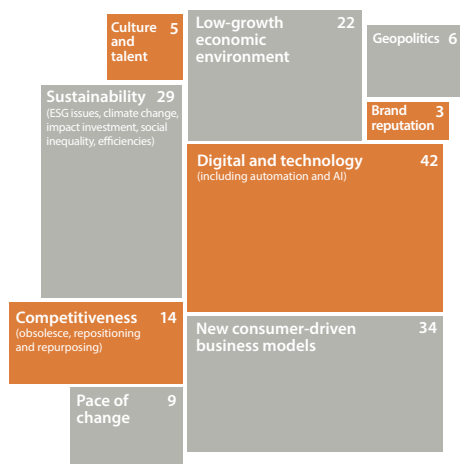 Culture and talent 5
Low-growth economic environment 22
Geopolitics 6
Sustainability 29
(ESG issues, climate change,
impact investment, social
inequality, efficiencies)
Brand reputation 3
Digital and technology 42
(including automation and AI)
Competitiveness 14
(obsolesce, repositioning
and repurposing)
New consumer-driven
business models 34
Pace of
change 9